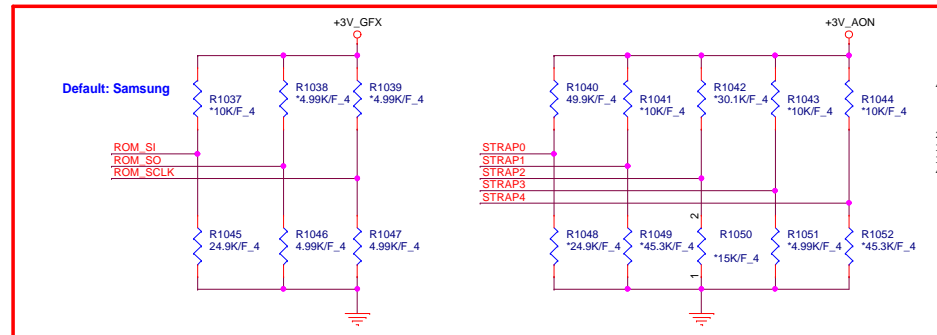 +3V_GFX
+3V_AON
Default: Samsung
R1037
*10K/F_4
R1038
*4.99K/F_4
R1039
*4.99K/F_4
R1040
49.9K/F_4
R1041
*10K/F_4
R1042
*30.1K/F_4
R1043
*10K/F_4
R1044
*10K/F_4
ROM_SI
ROM_SO
ROM_SCLK
STRAP0
STRAP1
STRAP2
STRAP3
STRAP4
R1045
24.9K/F_4
R1046
4.99K/F_4
R1047
4.99K/F_4
R1048
*24.9K/F_4
R1049
*45.3K/F_4
2
R1050
*15K/F_4
1
R1051
*4.99K/F_4
R1052
*45.3K/F_4